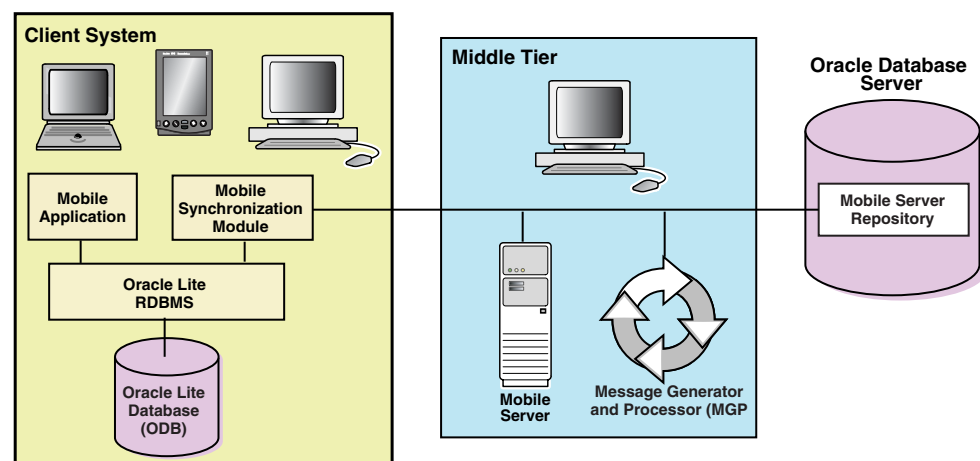 Client System
Mobile
Application
Mobile
Synchronization
Module
Oracle Lite
RDBMS
Oracle Lite
Database
(ODB)
Middle Tier
Mobile
Server
Message Generator
and Processor (MGP
Oracle Database
Server
Mobile Server
Repository